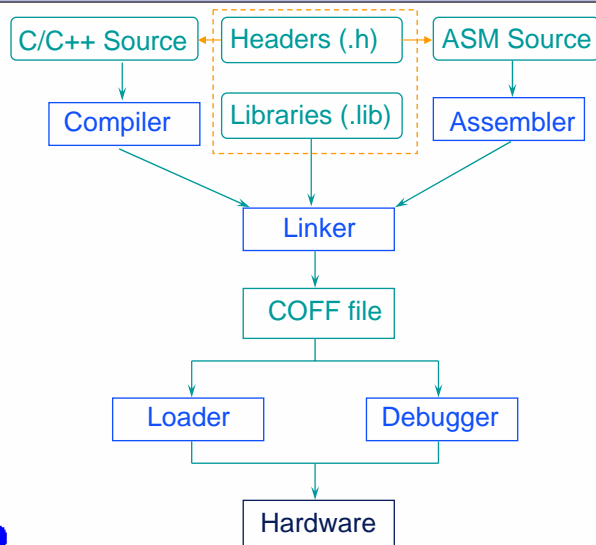 C/C++ Source
Headers (.h)
ASM Source
Compiler
Libraries (.lib)
Assembler
Linker
COFF file
Loader
Debugger
Hardware